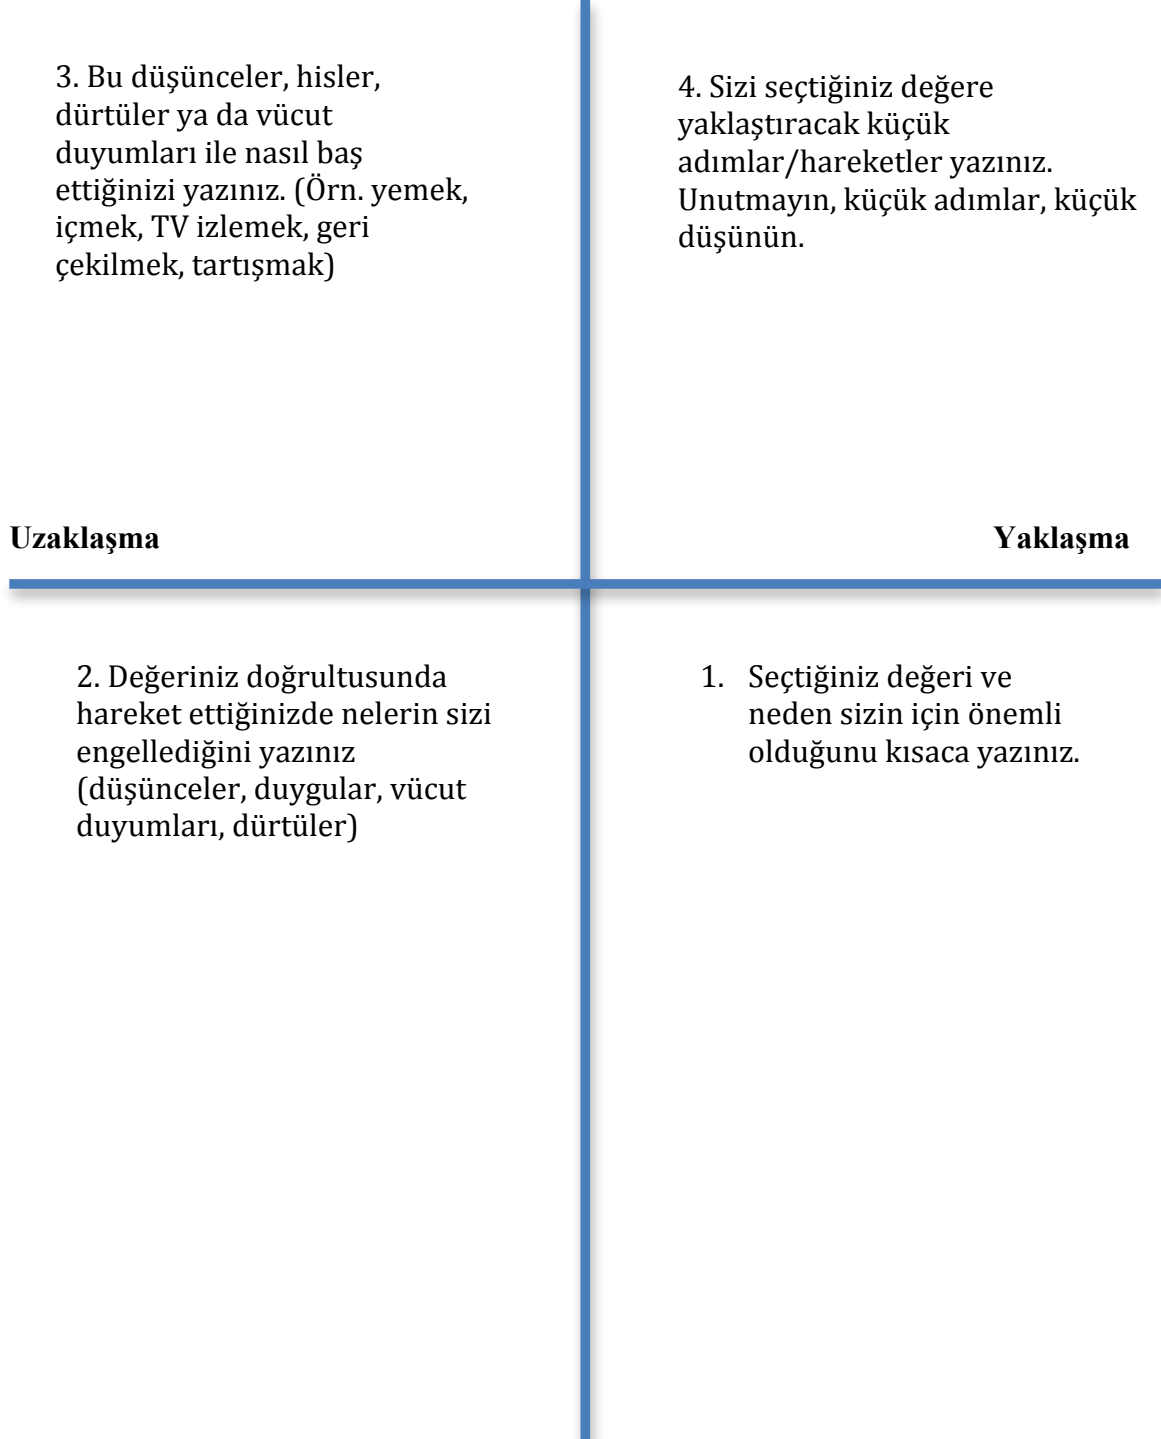 3. Bu düşünceler, hisler,
dürtüler ya da vücut
duyumları ile nasıl baş
ettiğinizi yazınız. (Örn. yemek,
içmek, TV izlemek, geri
çekilmek, tartışmak)
4. Sizi seçtiğiniz değere
yaklaştıracak küçük
adımlar/hareketler yazınız.
Unutmayın, küçük adımlar, küçük
düşünün.
Uzaklaşma
Yaklaşma
2. Değeriniz doğrultusunda
hareket ettiğinizde nelerin sizi
engellediğini yazınız
(düşünceler, duygular, vücut
duyumları, dürtüler)
1. Seçtiğiniz değeri ve
neden sizin için önemli
olduğunu kısaca yazınız.